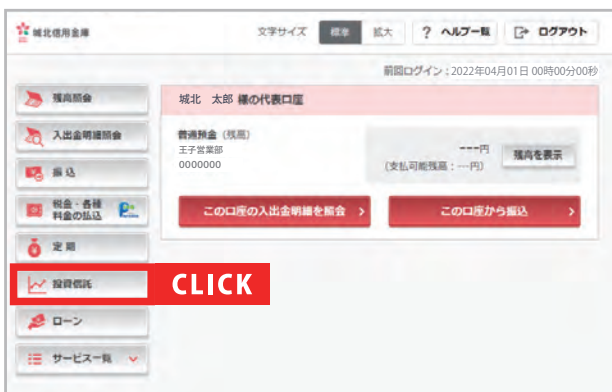 城北信用金庫
文字サイズ 標準 拡大 ? ヘルプ一覧 ログアウト
前回ログイン：2022年04月01日 00時00分00秒
残高照会
城北　太郎 様の代表口座
入出金明細照会
普通預金（残高）
王子営業部
0000000
---円
(支払可能残高：---円)
残高を表示
振込
税金・各種
料金の払込
この口座の入出金明細を照会
この口座から振込
定期
投資信託
CLICK
ローン
サービス一覧